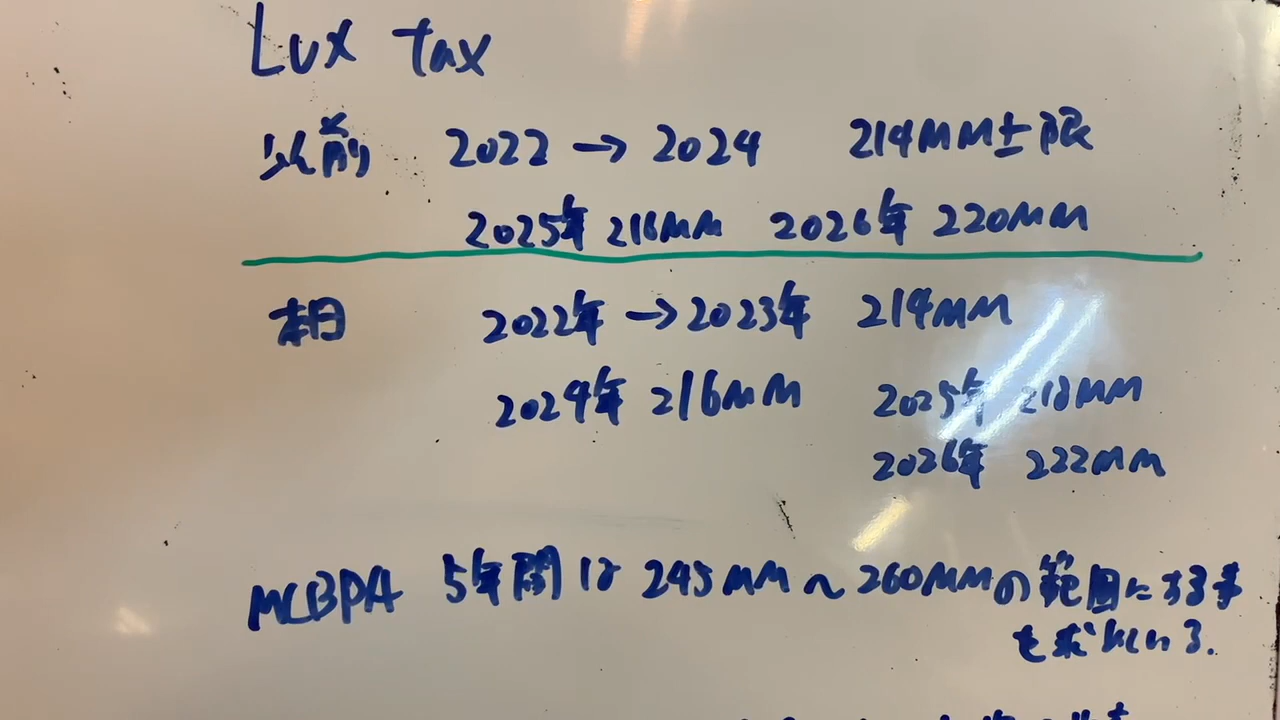 Lux tax
以前 2022 → 2024 214MM上限
2025年 216MM 2026年 220MM
本日 2022年 → 2023年 214MM
2024年 216MM 2025年 218MM
2026年 222MM
MLBPA 5年間は 245MM～260MMの範囲にする事
を求めている.